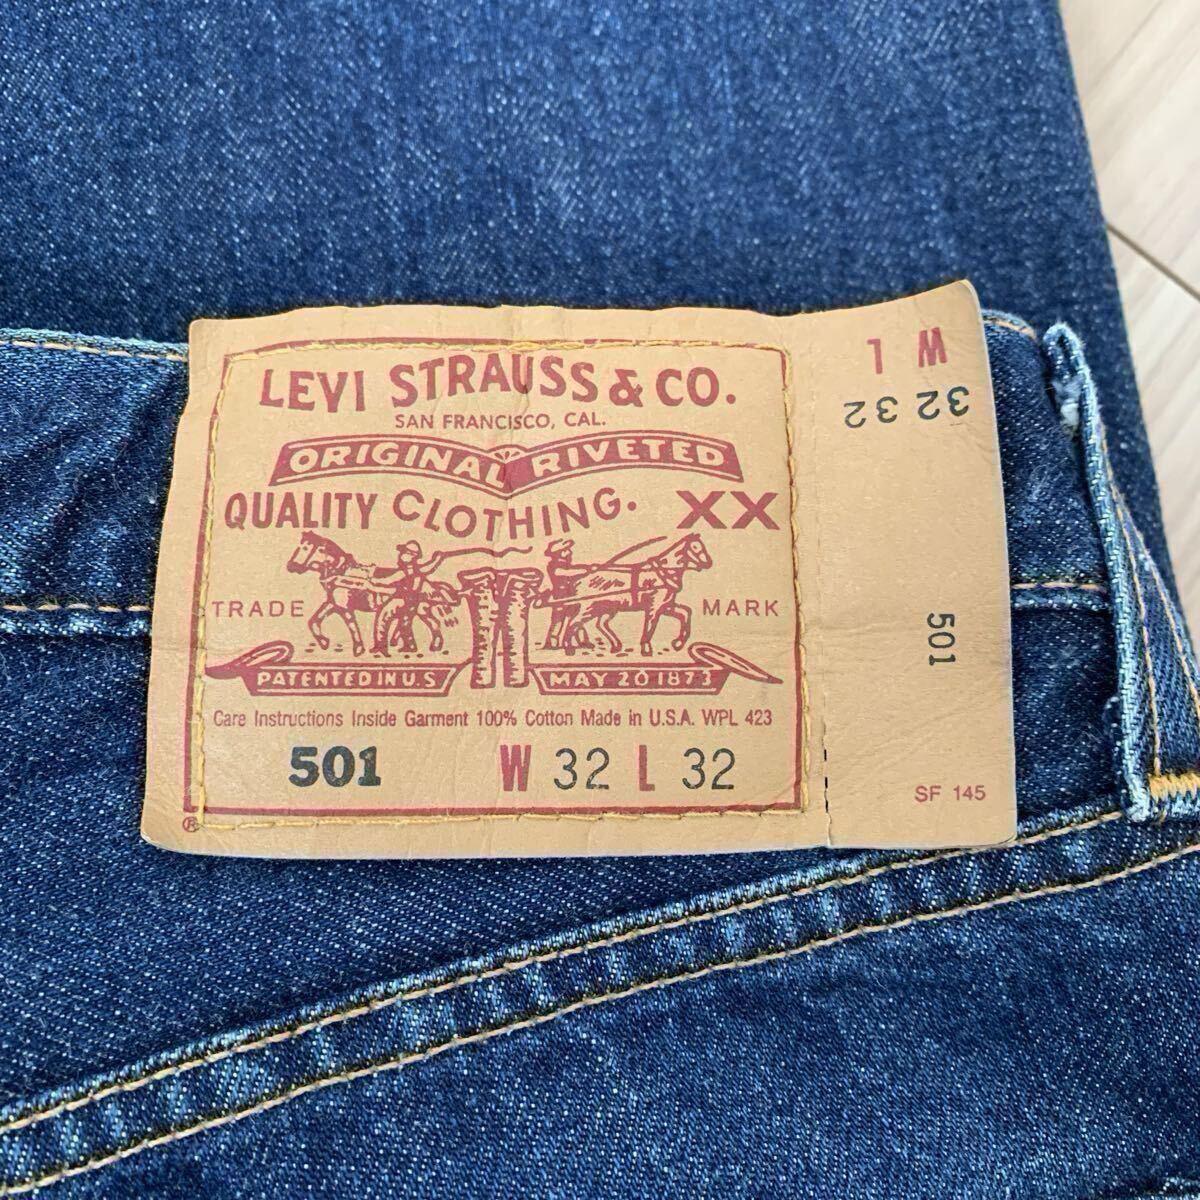 LEVI STRAUSS & CO.
SAN FRANCISCO, CAL.
ORIGINAL RIVETED
QUALITY CLOTHING. XX
TRADE MARK
PATENTED IN U.S MAY 20 1873
Care Instructions Inside Garment 100% Cotton Made in U.S.A. WPL 423
501 W 32 L 32
®
W L
32 32
501
SF 145